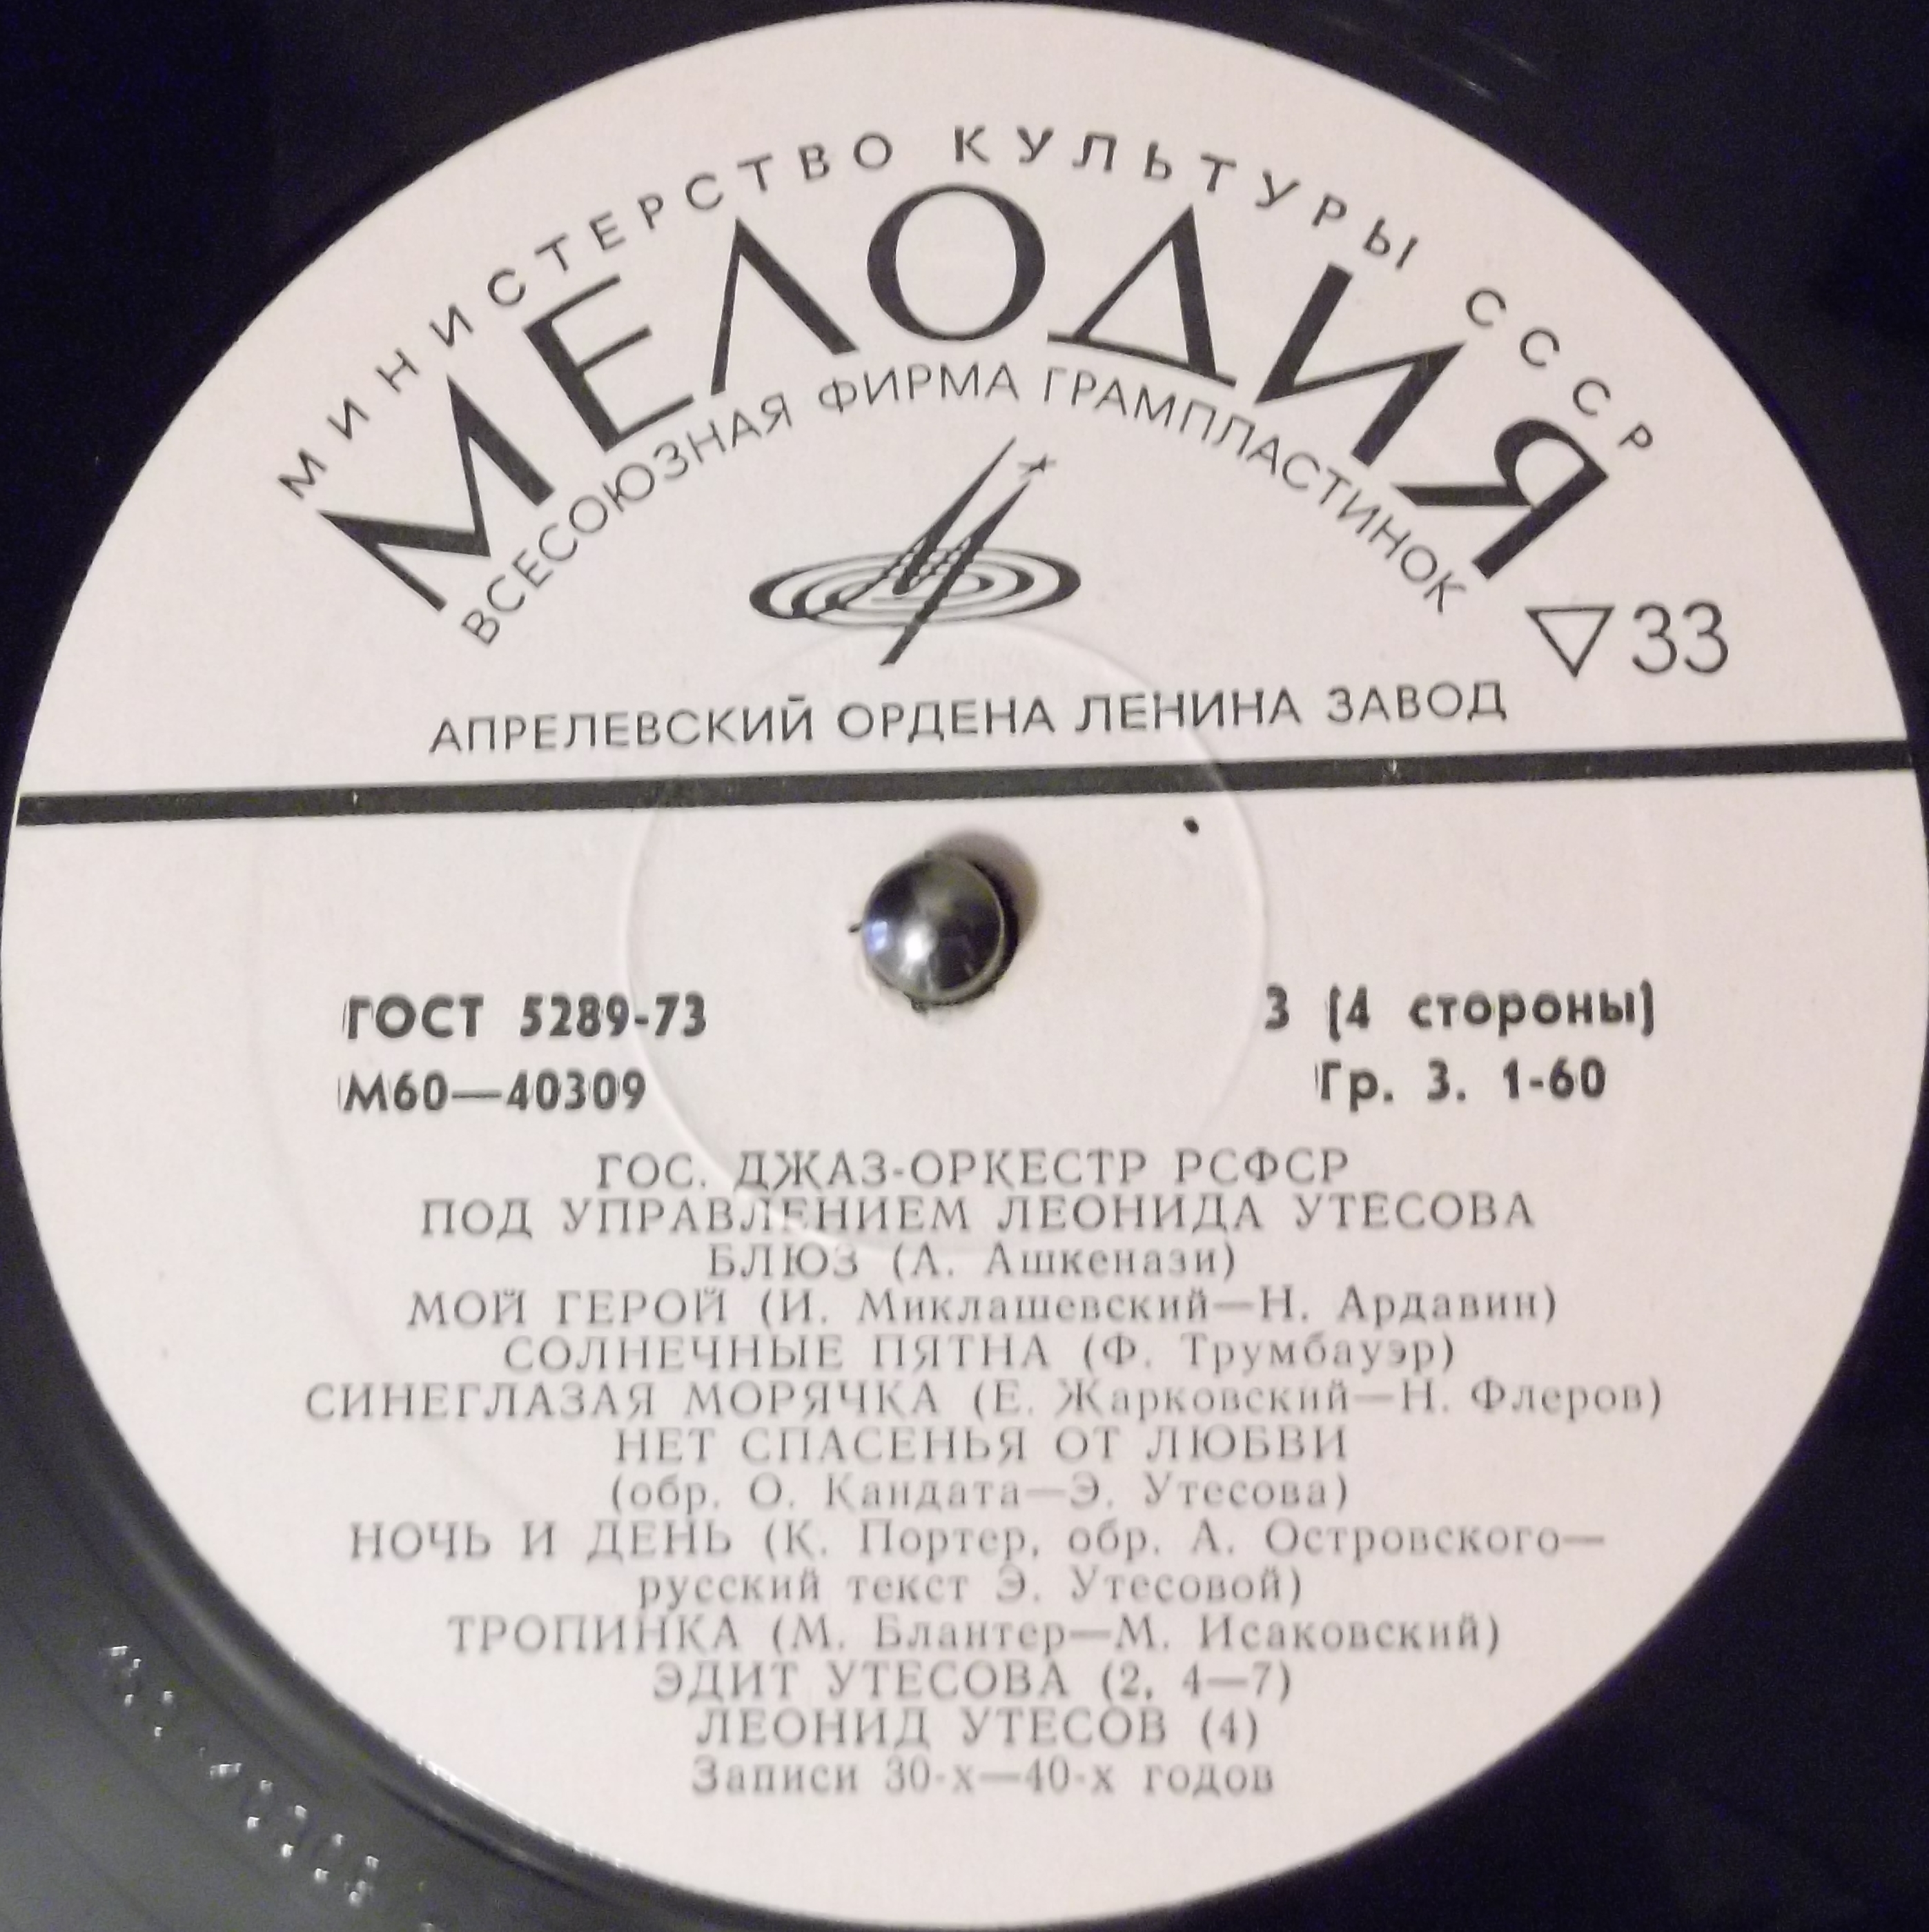 МИНИСТЕРСТВО КУЛЬТУРЫ СССР
МЕЛОДИЯ
ВСЕСОЮЗНАЯ ФИРМА ГРАМПЛАСТИНОК
▽33
АПРЕЛЕВСКИЙ ОРДЕНА ЛЕНИНА ЗАВОД
ГОСТ 5289-73
3 (4 стороны)
М60—40309
Гр. 3. 1-60
ГОС. ДЖАЗ-ОРКЕСТР РСФСР
ПОД УПРАВЛЕНИЕМ ЛЕОНИДА УТЕСОВА
БЛЮЗ (А. Ашкенази)
МОЙ ГЕРОЙ (И. Миклашевский—Н. Ардавин)
СОЛНЕЧНЫЕ ПЯТНА (Ф. Трумбауэр)
СИНЕГЛАЗАЯ МОРЯЧКА (Е. Жарковский—Н. Флеров)
НЕТ СПАСЕНЬЯ ОТ ЛЮБВИ
(обр. О. Кандата—Э. Утесова)
НОЧЬ И ДЕНЬ (К. Портер, обр. А. Островского—
русский текст Э. Утесовой)
ТРОПИНКА (М. Блантер—М. Исаковский)
ЭДИТ УТЕСОВА (2, 4—7)
ЛЕОНИД УТЕСОВ (4)
Записи 30-х—40-х годов